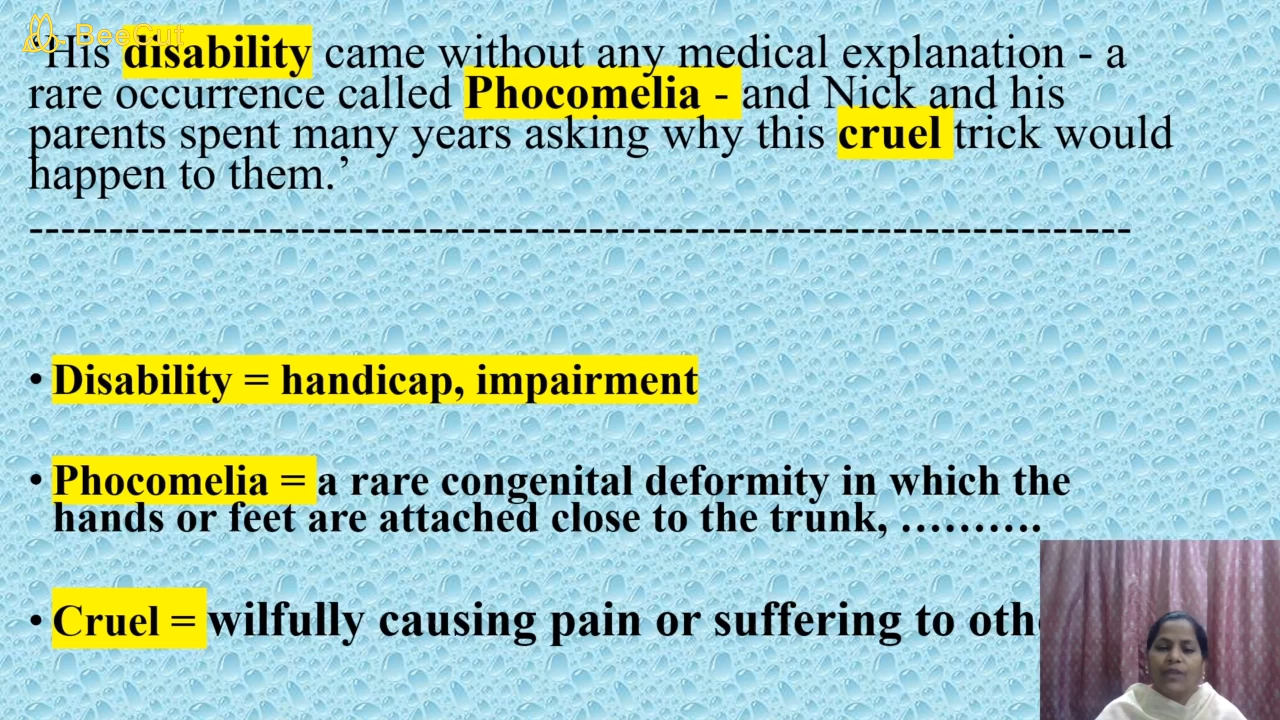 BeeCut
‘His disability came without any medical explanation - a
rare occurrence called Phocomelia - and Nick and his
parents spent many years asking why this cruel trick would
happen to them.’
---------------------------------------------------------------------
• Disability = handicap, impairment
• Phocomelia = a rare congenital deformity in which the
hands or feet are attached close to the trunk, ……….
• Cruel = wilfully causing pain or suffering to